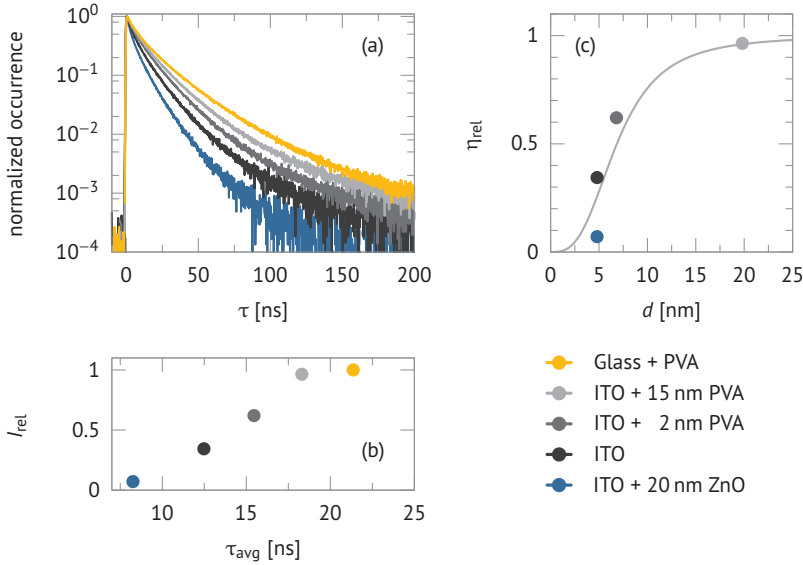 normalized occurrence
10⁰
10⁻¹
10⁻²
10⁻³
10⁻⁴
(a)
0 50 100 150 200
τ [ns]
η_rel
1
0.5
0
(c)
0 5 10 15 20 25
d [nm]
I_rel
1
0.5
0
(b)
10 15 20 25
τ_avg [ns]
Glass + PVA
ITO + 15 nm PVA
ITO + 2 nm PVA
ITO
ITO + 20 nm ZnO